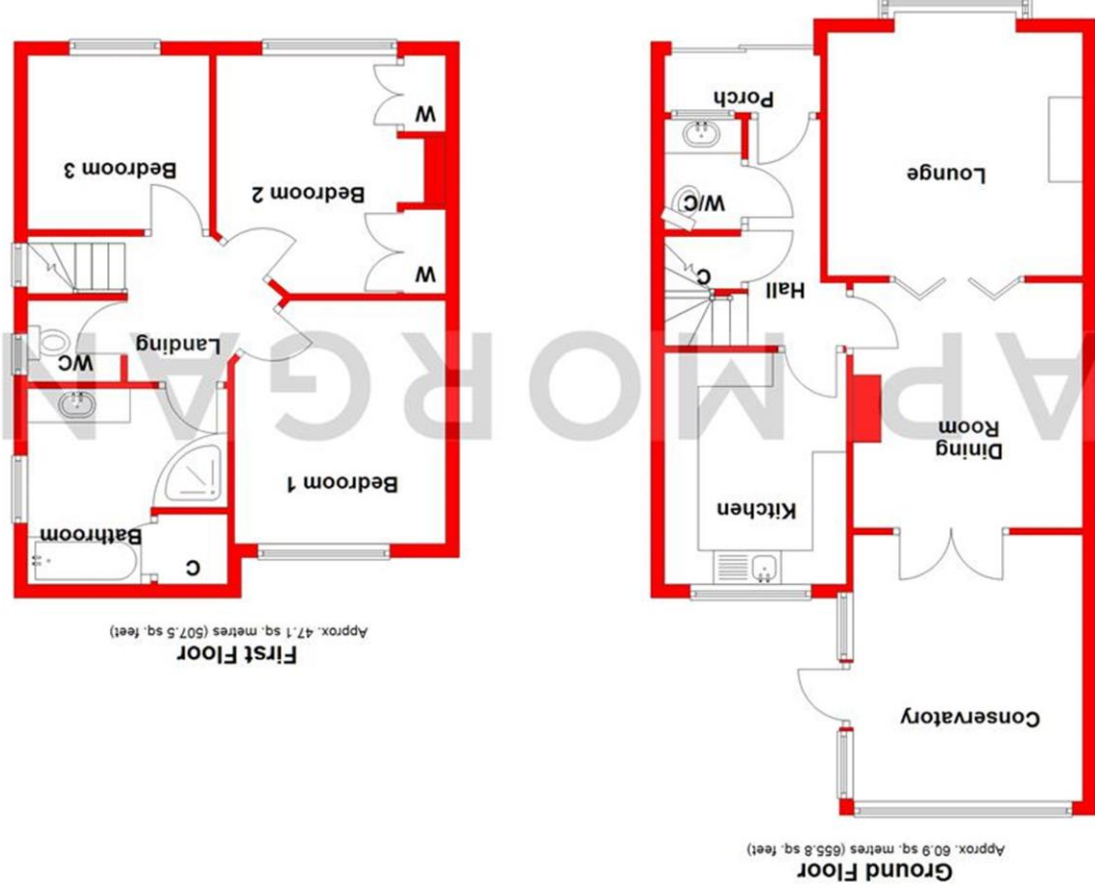 Ground Floor
Approx. 60.9 sq. metres (655.8 sq. feet)
Conservatory
Kitchen
Dining
Room
Hall
C
W/C
Lounge
Porch
First Floor
Approx. 47.1 sq. metres (507.5 sq. feet)
C
Bathroom
Bedroom 1
WC
Landing
W
Bedroom 2
W
Bedroom 3
AP MORGAN